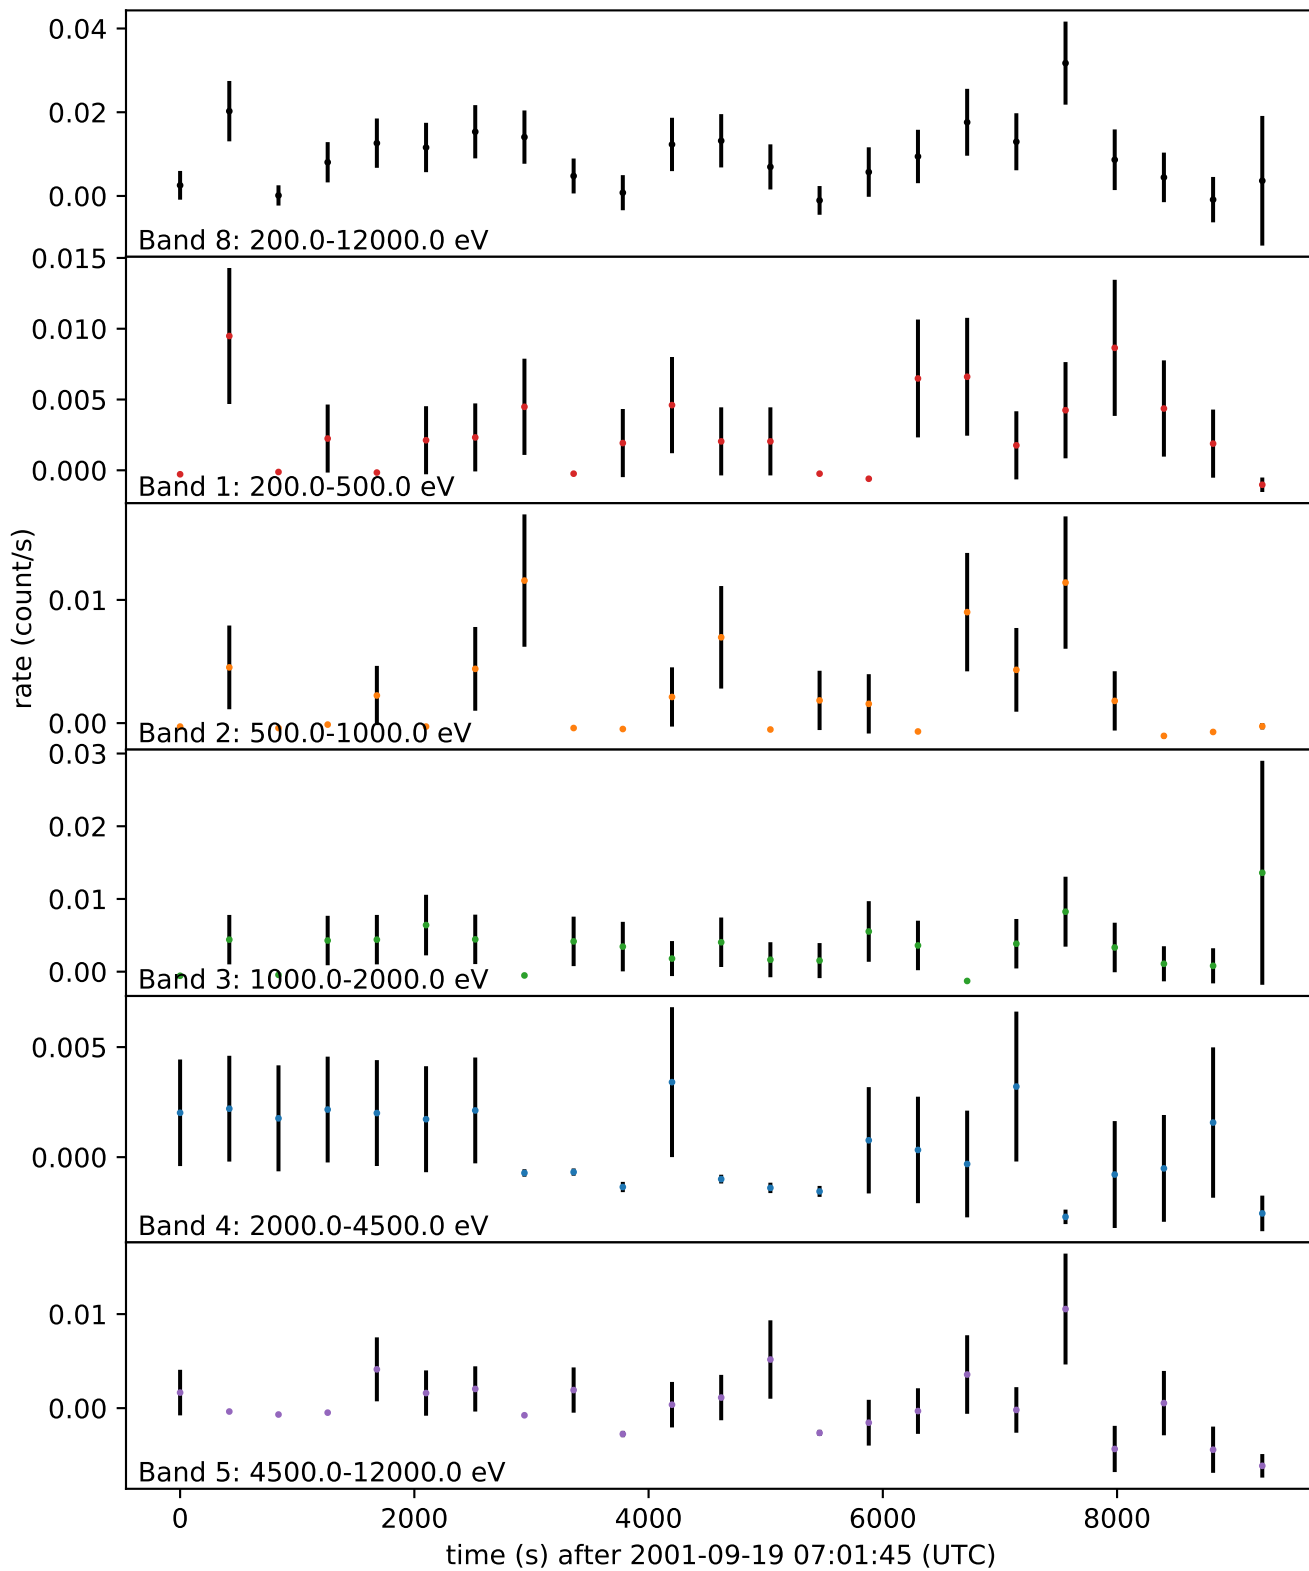 0.04
0.02
0.00
Band 8: 200.0-12000.0 eV
0.015
0.010
0.005
0.000
Band 1: 200.0-500.0 eV
rate (count/s)
0.01
0.00
Band 2: 500.0-1000.0 eV
0.03
0.02
0.01
0.00
Band 3: 1000.0-2000.0 eV
0.005
0.000
Band 4: 2000.0-4500.0 eV
0.01
0.00
Band 5: 4500.0-12000.0 eV
0 2000 4000 6000 8000
time (s) after 2001-09-19 07:01:45 (UTC)